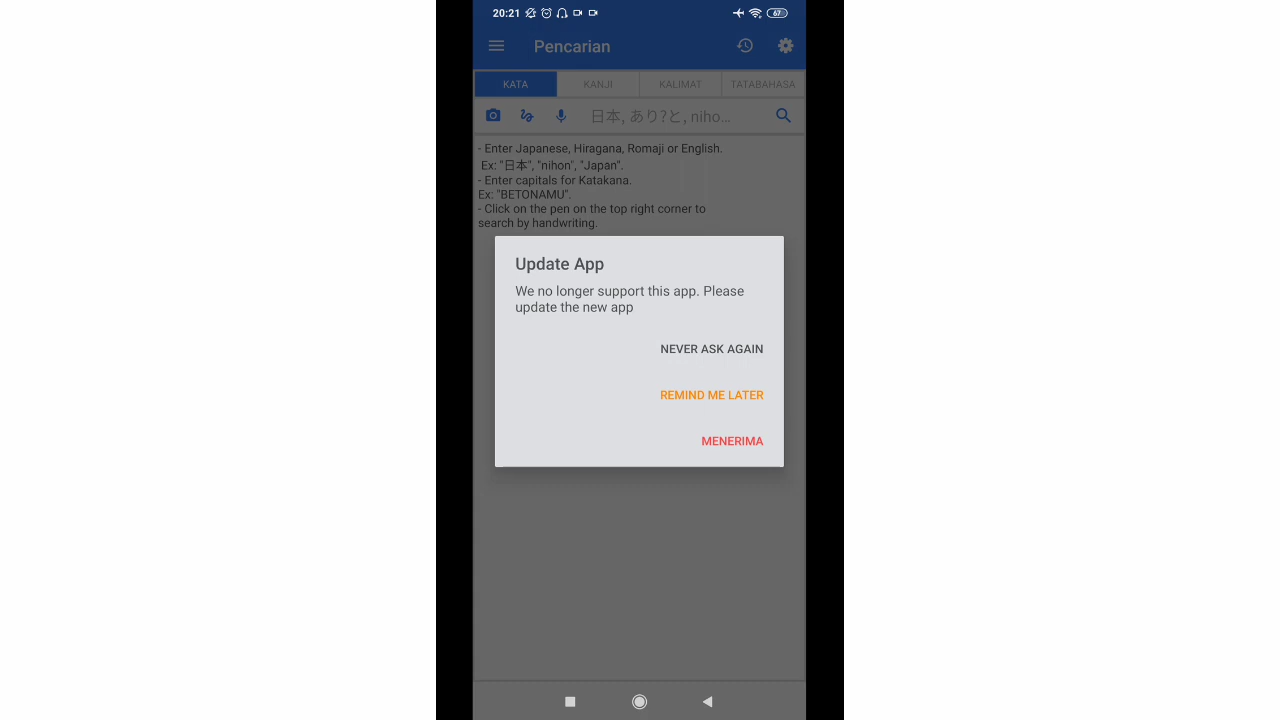 20:21 67
Pencarian
KATA KANJI KALIMAT TATABAHASA
日本, あり?と, niho...
- Enter Japanese, Hiragana, Romaji or English.
Ex: "日本", "nihon", "Japan".
- Enter capitals for Katakana.
Ex: "BETONAMU".
- Click on the pen on the top right corner to
search by handwriting.
Update App
We no longer support this app. Please
update the new app
NEVER ASK AGAIN
REMIND ME LATER
MENERIMA